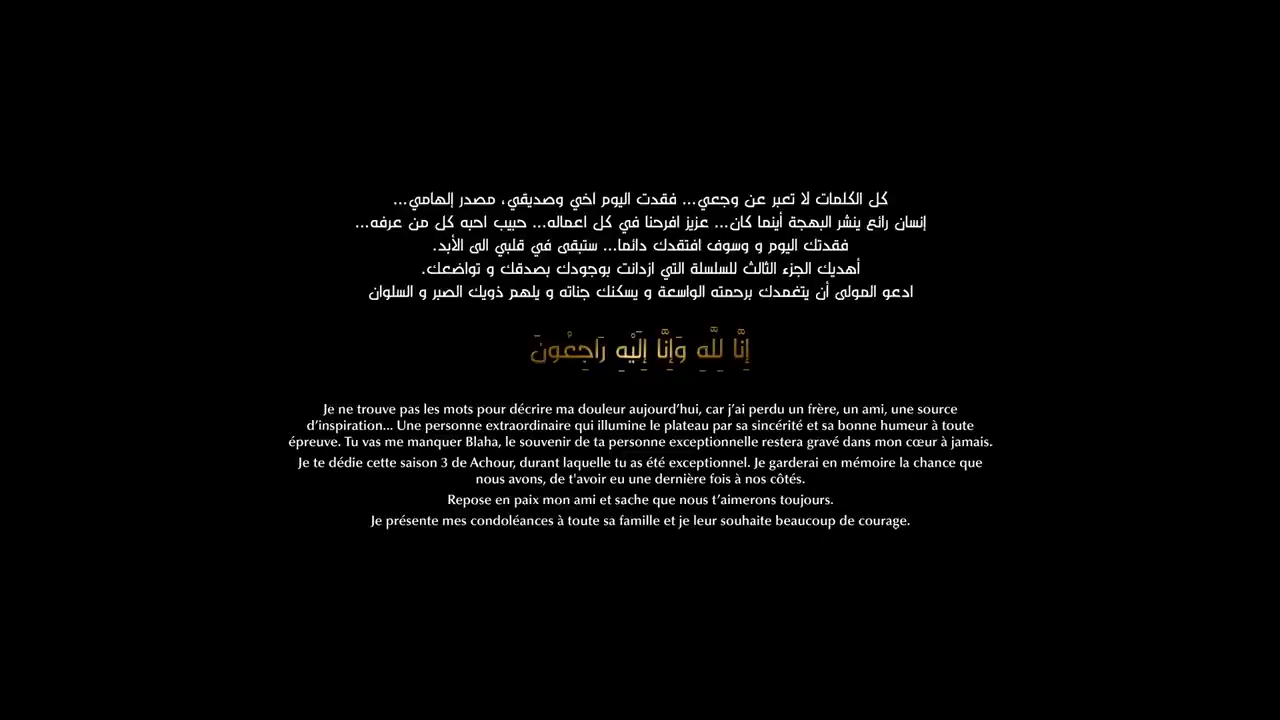 كل الكلمات لا تعبر عن وجعي... فقدت اليوم اخي وصديقي، مصدر إلهامي...
إنسان رائع ينشر البهجة أينما كان... عزيز افرحنا في كل اعماله... حبيب احبه كل من عرفه...
فقدتك اليوم و وسوف افتقدك دائما... ستبقى في قلبي الى الأبد.
أهديك الجزء الثالث للسلسلة التي ازدانت بوجودك بصدقك و تواضعك.
ادعو المولى أن يتغمدك برحمته الواسعة و يسكنك جناته و يلهم ذويك الصبر و السلوان
إِنَّا لِلَّهِ وَإِنَّا إِلَيْهِ رَاجِعُونَ
Je ne trouve pas les mots pour décrire ma douleur aujourd’hui, car j’ai perdu un frère, un ami, une source
d’inspiration... Une personne extraordinaire qui illumine le plateau par sa sincérité et sa bonne humeur à toute
épreuve. Tu vas me manquer Blaha, le souvenir de ta personne exceptionnelle restera gravé dans mon cœur à jamais.
Je te dédie cette saison 3 de Achour, durant laquelle tu as été exceptionnel. Je garderai en mémoire la chance que
nous avons, de t'avoir eu une dernière fois à nos côtés.
Repose en paix mon ami et sache que nous t’aimerons toujours.
Je présente mes condoléances à toute sa famille et je leur souhaite beaucoup de courage.